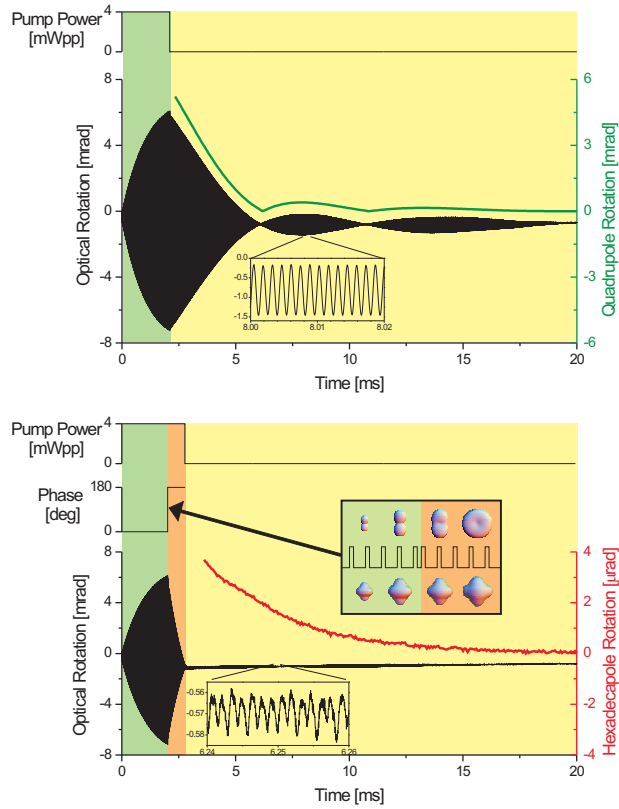 Pump Power
[mWpp]
4
0
8
4
0
-4
-8
Optical Rotation [mrad]
6
3
0
-3
-6
Quadrupole Rotation [mrad]
0.0
-0.5
-1.0
-1.5
8.00 8.01 8.02
0 5 10 15 20
Time [ms]
Pump Power
[mWpp]
4
0
Phase
[deg]
180
0
8
4
0
-4
-8
Optical Rotation [mrad]
4
2
0
-2
-4
Hexadecapole Rotation [µrad]
-0.56
-0.57
-0.58
6.24 6.25 6.26
0 5 10 15 20
Time [ms]